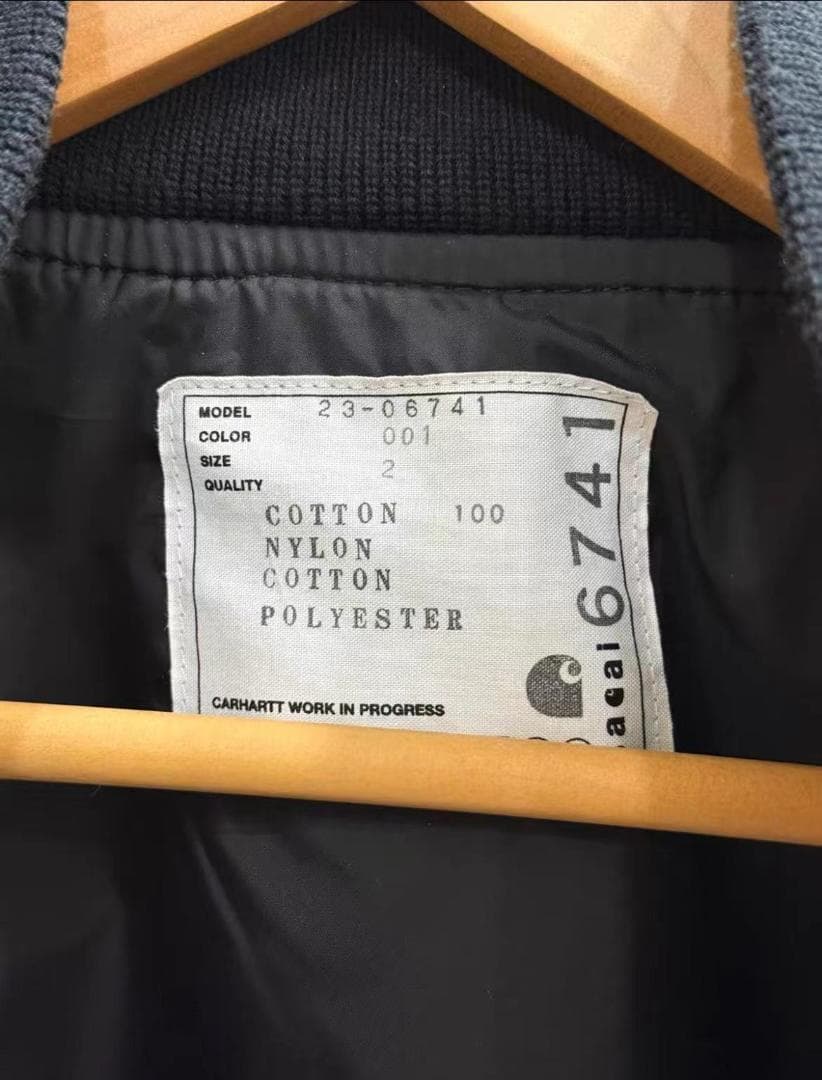 MODEL 23-06741
COLOR 001
SIZE 2
QUALITY
COTTON 100
NYLON
COTTON
POLYESTER
CARHARTT WORK IN PROGRESS
6741